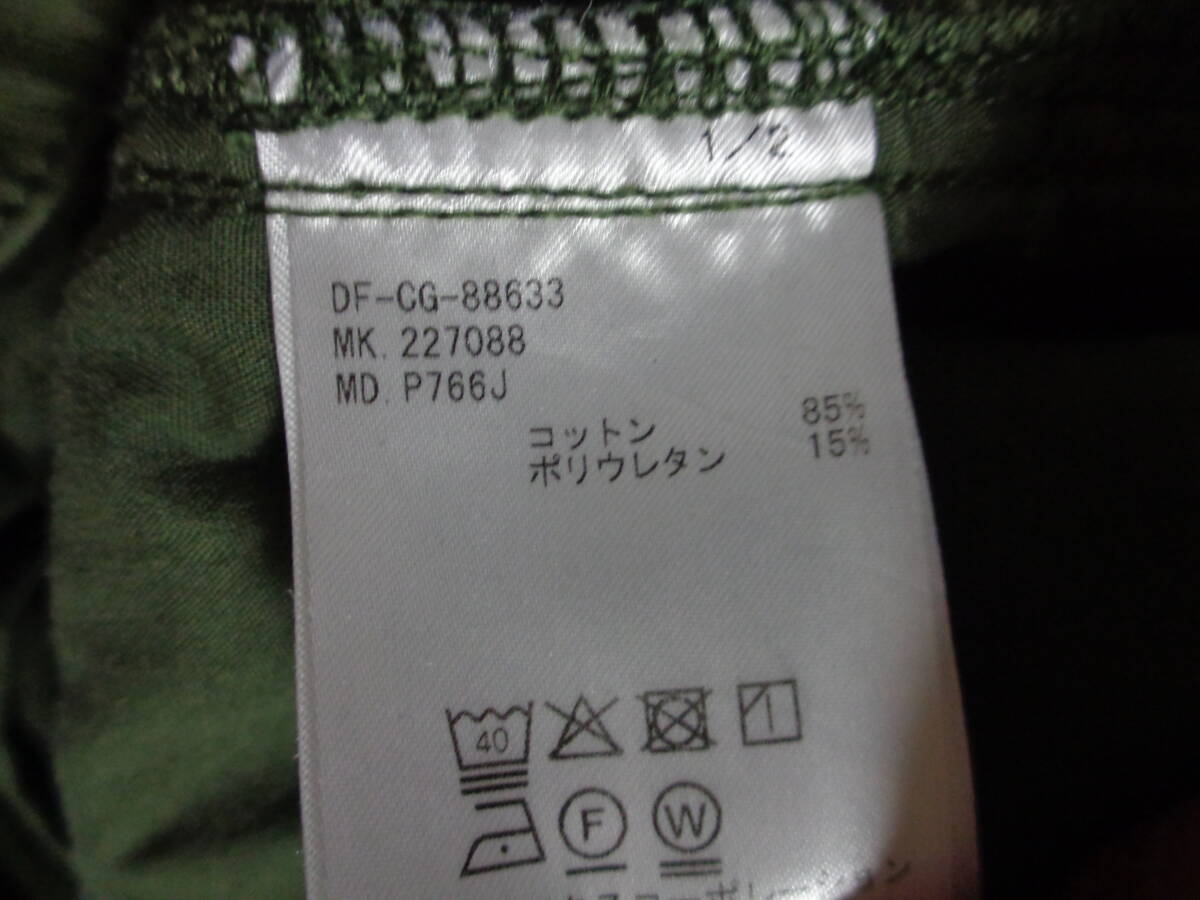 1/2
DF-CG-88633
MK. 227088
MD. P766J
コットン 85%
ポリウレタン 15%
40
F W